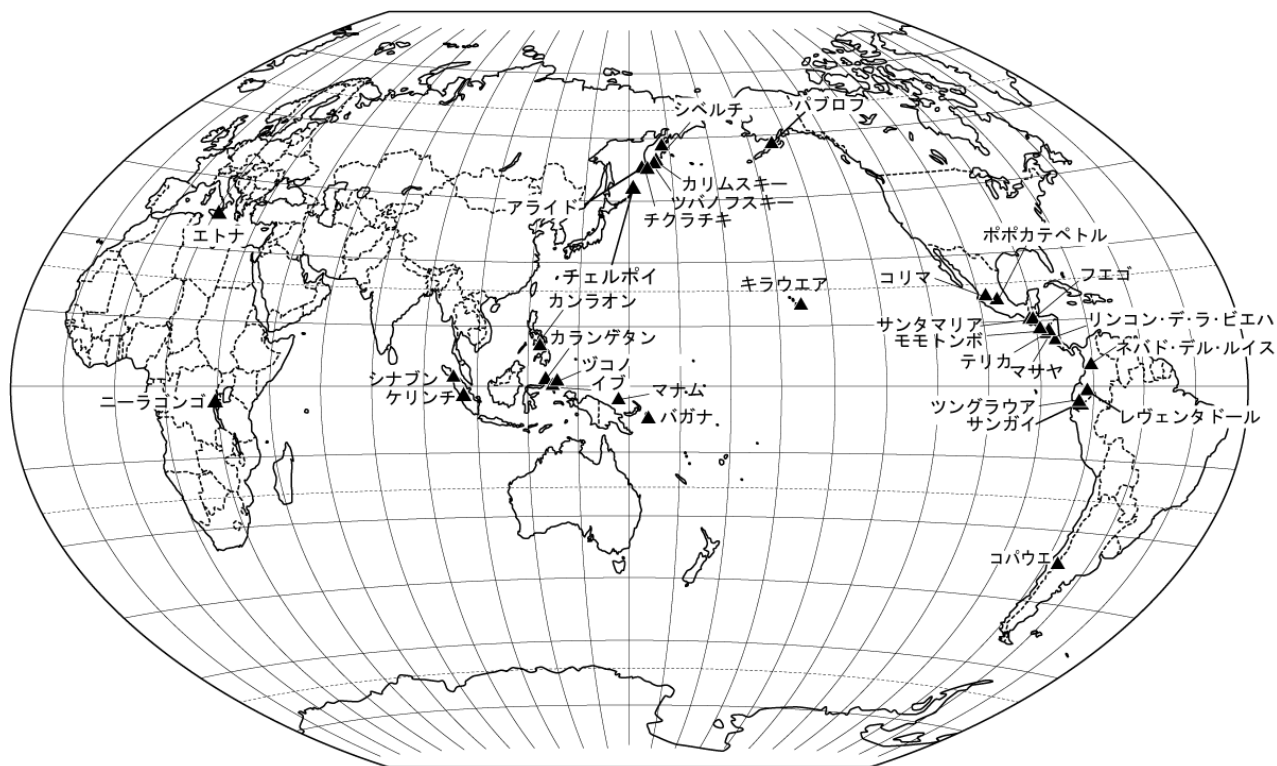 シベルチ
パブロフ
カリムスキー
ツバノフスキー
チクラチキ
アライド
チェルポイ
エトナ
ポポカテペトル
コリマ
フエゴ
キラウエア
カンラオン
カランゲタン
サンタマリア
モモトンボ
リンコン・デ・ラ・ビエハ
テリカ
マサヤ
ネバド・デル・ルイス
シナブン
ケリンチ
ヅコノ
イブ
マナム
バガナ
ニーラゴンゴ
ツングラウア
サンガイ
レヴェンタドール
コパウエ